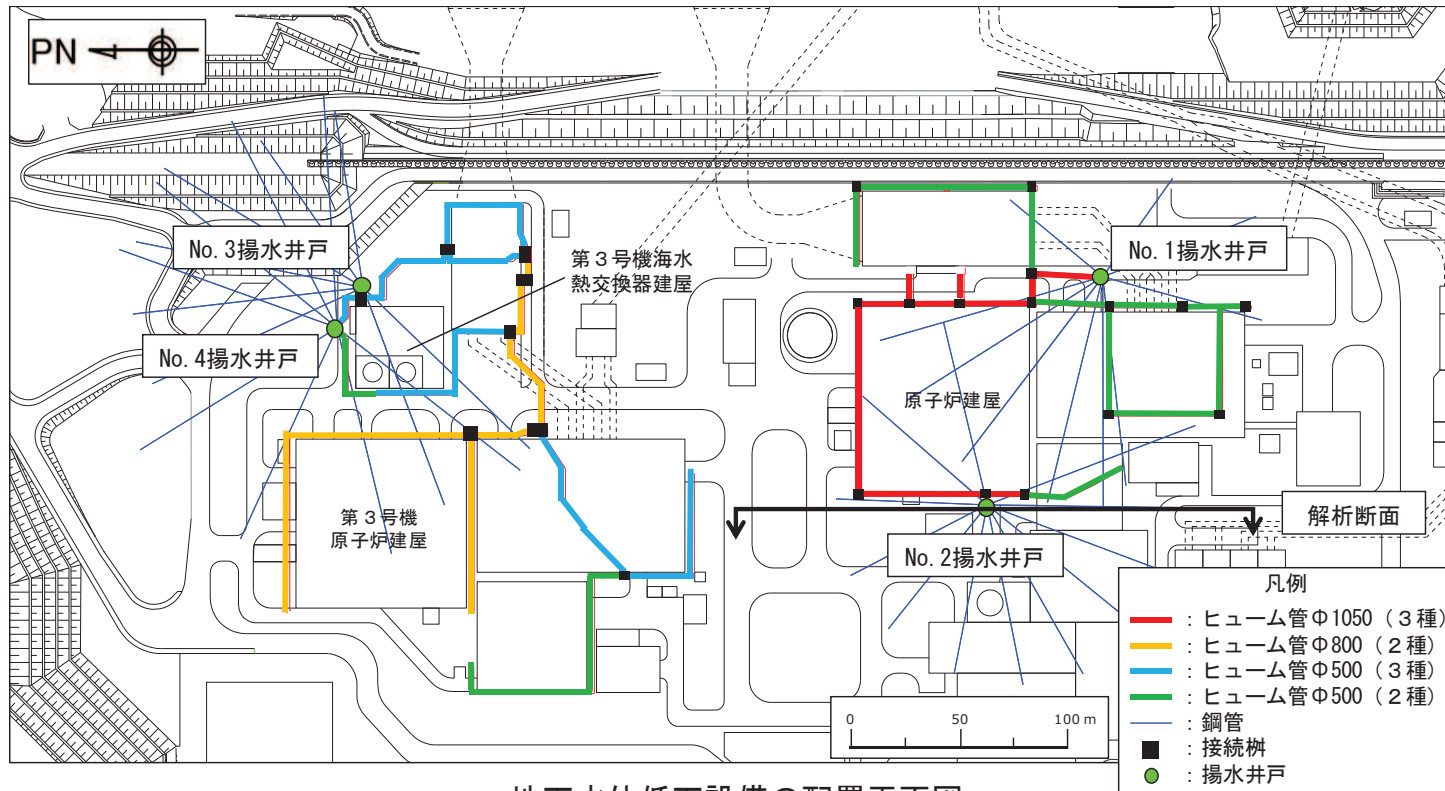 PN
No.3揚水井戸
第3号機海水
熱交換器建屋
No.1揚水井戸
No.4揚水井戸
原子炉建屋
第3号機
原子炉建屋
解析断面
No.2揚水井戸
凡例
：ヒューム管Φ1050（3種）
：ヒューム管Φ800（2種）
：ヒューム管Φ500（3種）
：ヒューム管Φ500（2種）
：鋼管
：接続桝
：揚水井戸
0 50 100 m